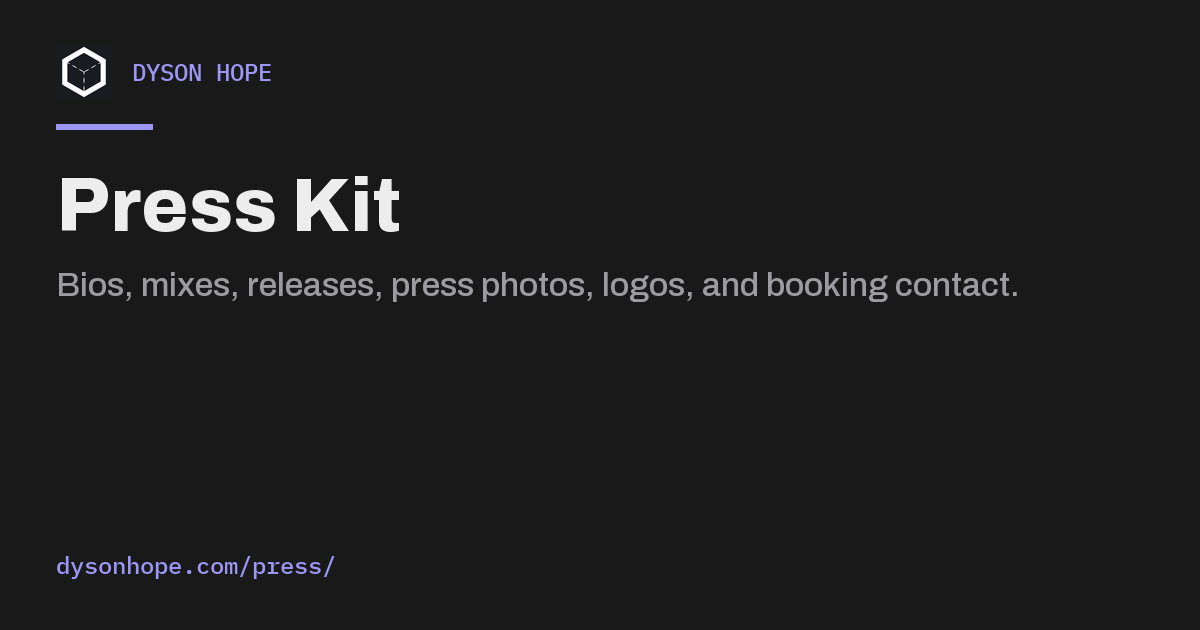 DYSON HOPE
Press Kit
Bios, mixes, releases, press photos, logos, and booking contact.
dysonhope.com/press/